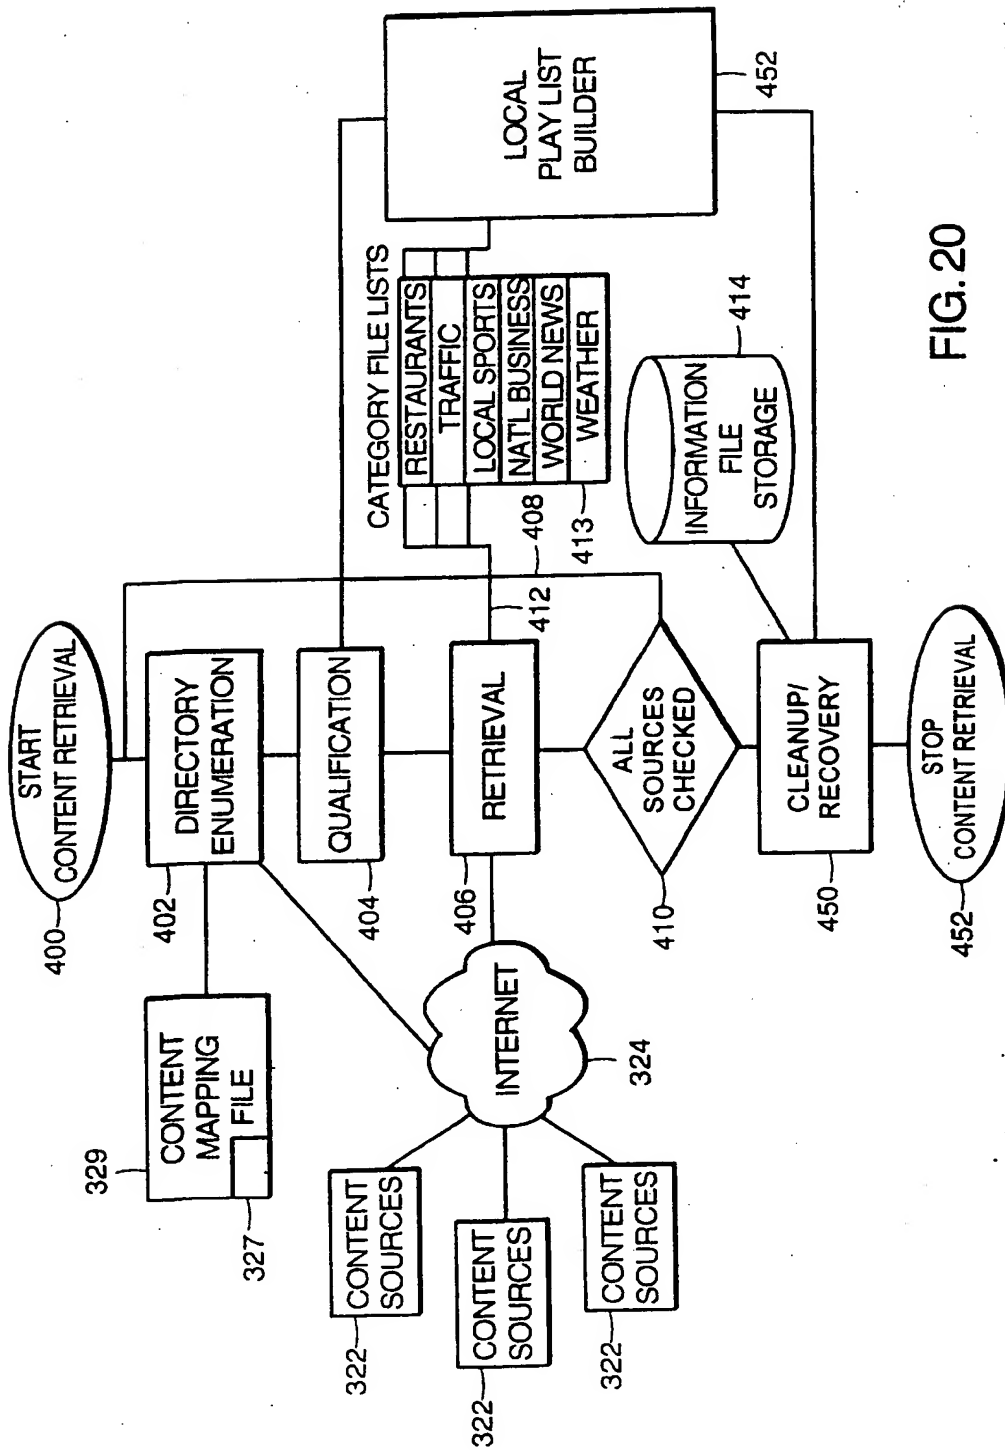 START
CONTENT RETRIEVAL
400
CONTENT
MAPPING
FILE
329
327
DIRECTORY
ENUMERATION
402
QUALIFICATION
404
RETRIEVAL
406
412
408
CATEGORY FILE LISTS
RESTAURANTS
TRAFFIC
LOCAL SPORTS
NAT'L BUSINESS
WORLD NEWS
WEATHER
413
LOCAL
PLAY LIST
BUILDER
452
INTERNET
324
CONTENT
SOURCES
322
CONTENT
SOURCES
322
CONTENT
SOURCES
322
ALL
SOURCES
CHECKED
410
INFORMATION
FILE
STORAGE
414
CLEANUP/
RECOVERY
450
STOP
CONTENT RETRIEVAL
452
FIG. 20